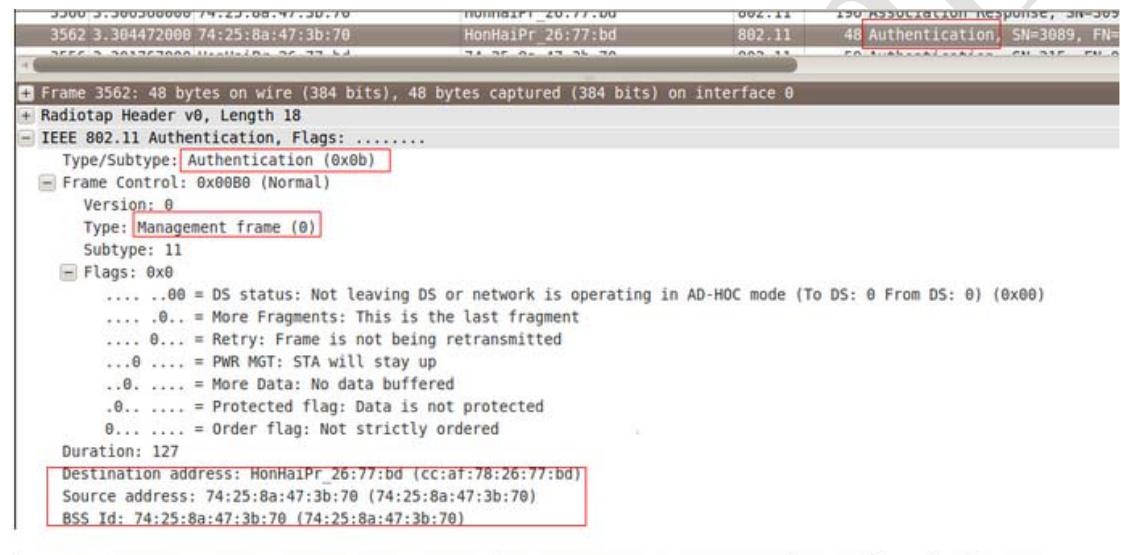 3562 3.304472000 74:25:8a:47:3b:70 HonHaiPr_26:77:bd 802.11 48 Authentication, SN=3089, FN=
Frame 3562: 48 bytes on wire (384 bits), 48 bytes captured (384 bits) on interface 0
Radiotap Header v0, Length 18
IEEE 802.11 Authentication, Flags: ........
Type/Subtype: Authentication (0x0b)
Frame Control: 0x00B0 (Normal)
Version: 0
Type: Management frame (0)
Subtype: 11
Flags: 0x0
.... ..00 = DS status: Not leaving DS or network is operating in AD-HOC mode (To DS: 0 From DS: 0) (0x00)
.... .0.. = More Fragments: This is the last fragment
.... 0... = Retry: Frame is not being retransmitted
...0 .... = PWR MGT: STA will stay up
..0. .... = More Data: No data buffered
.0.. .... = Protected flag: Data is not protected
0... .... = Order flag: Not strictly ordered
Duration: 127
Destination address: HonHaiPr_26:77:bd (cc:af:78:26:77:bd)
Source address: 74:25:8a:47:3b:70 (74:25:8a:47:3b:70)
BSS Id: 74:25:8a:47:3b:70 (74:25:8a:47:3b:70)